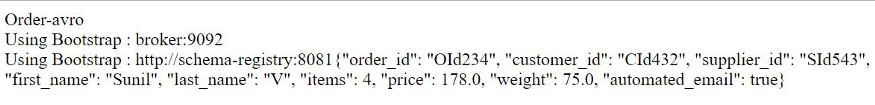 Order-avro
Using Bootstrap : broker:9092
Using Bootstrap : http://schema-registry:8081{"order_id": "OId234", "customer_id": "CId432", "supplier_id": "SId543",
"first_name": "Sunil", "last_name": "V", "items": 4, "price": 178.0, "weight": 75.0, "automated_email": true}